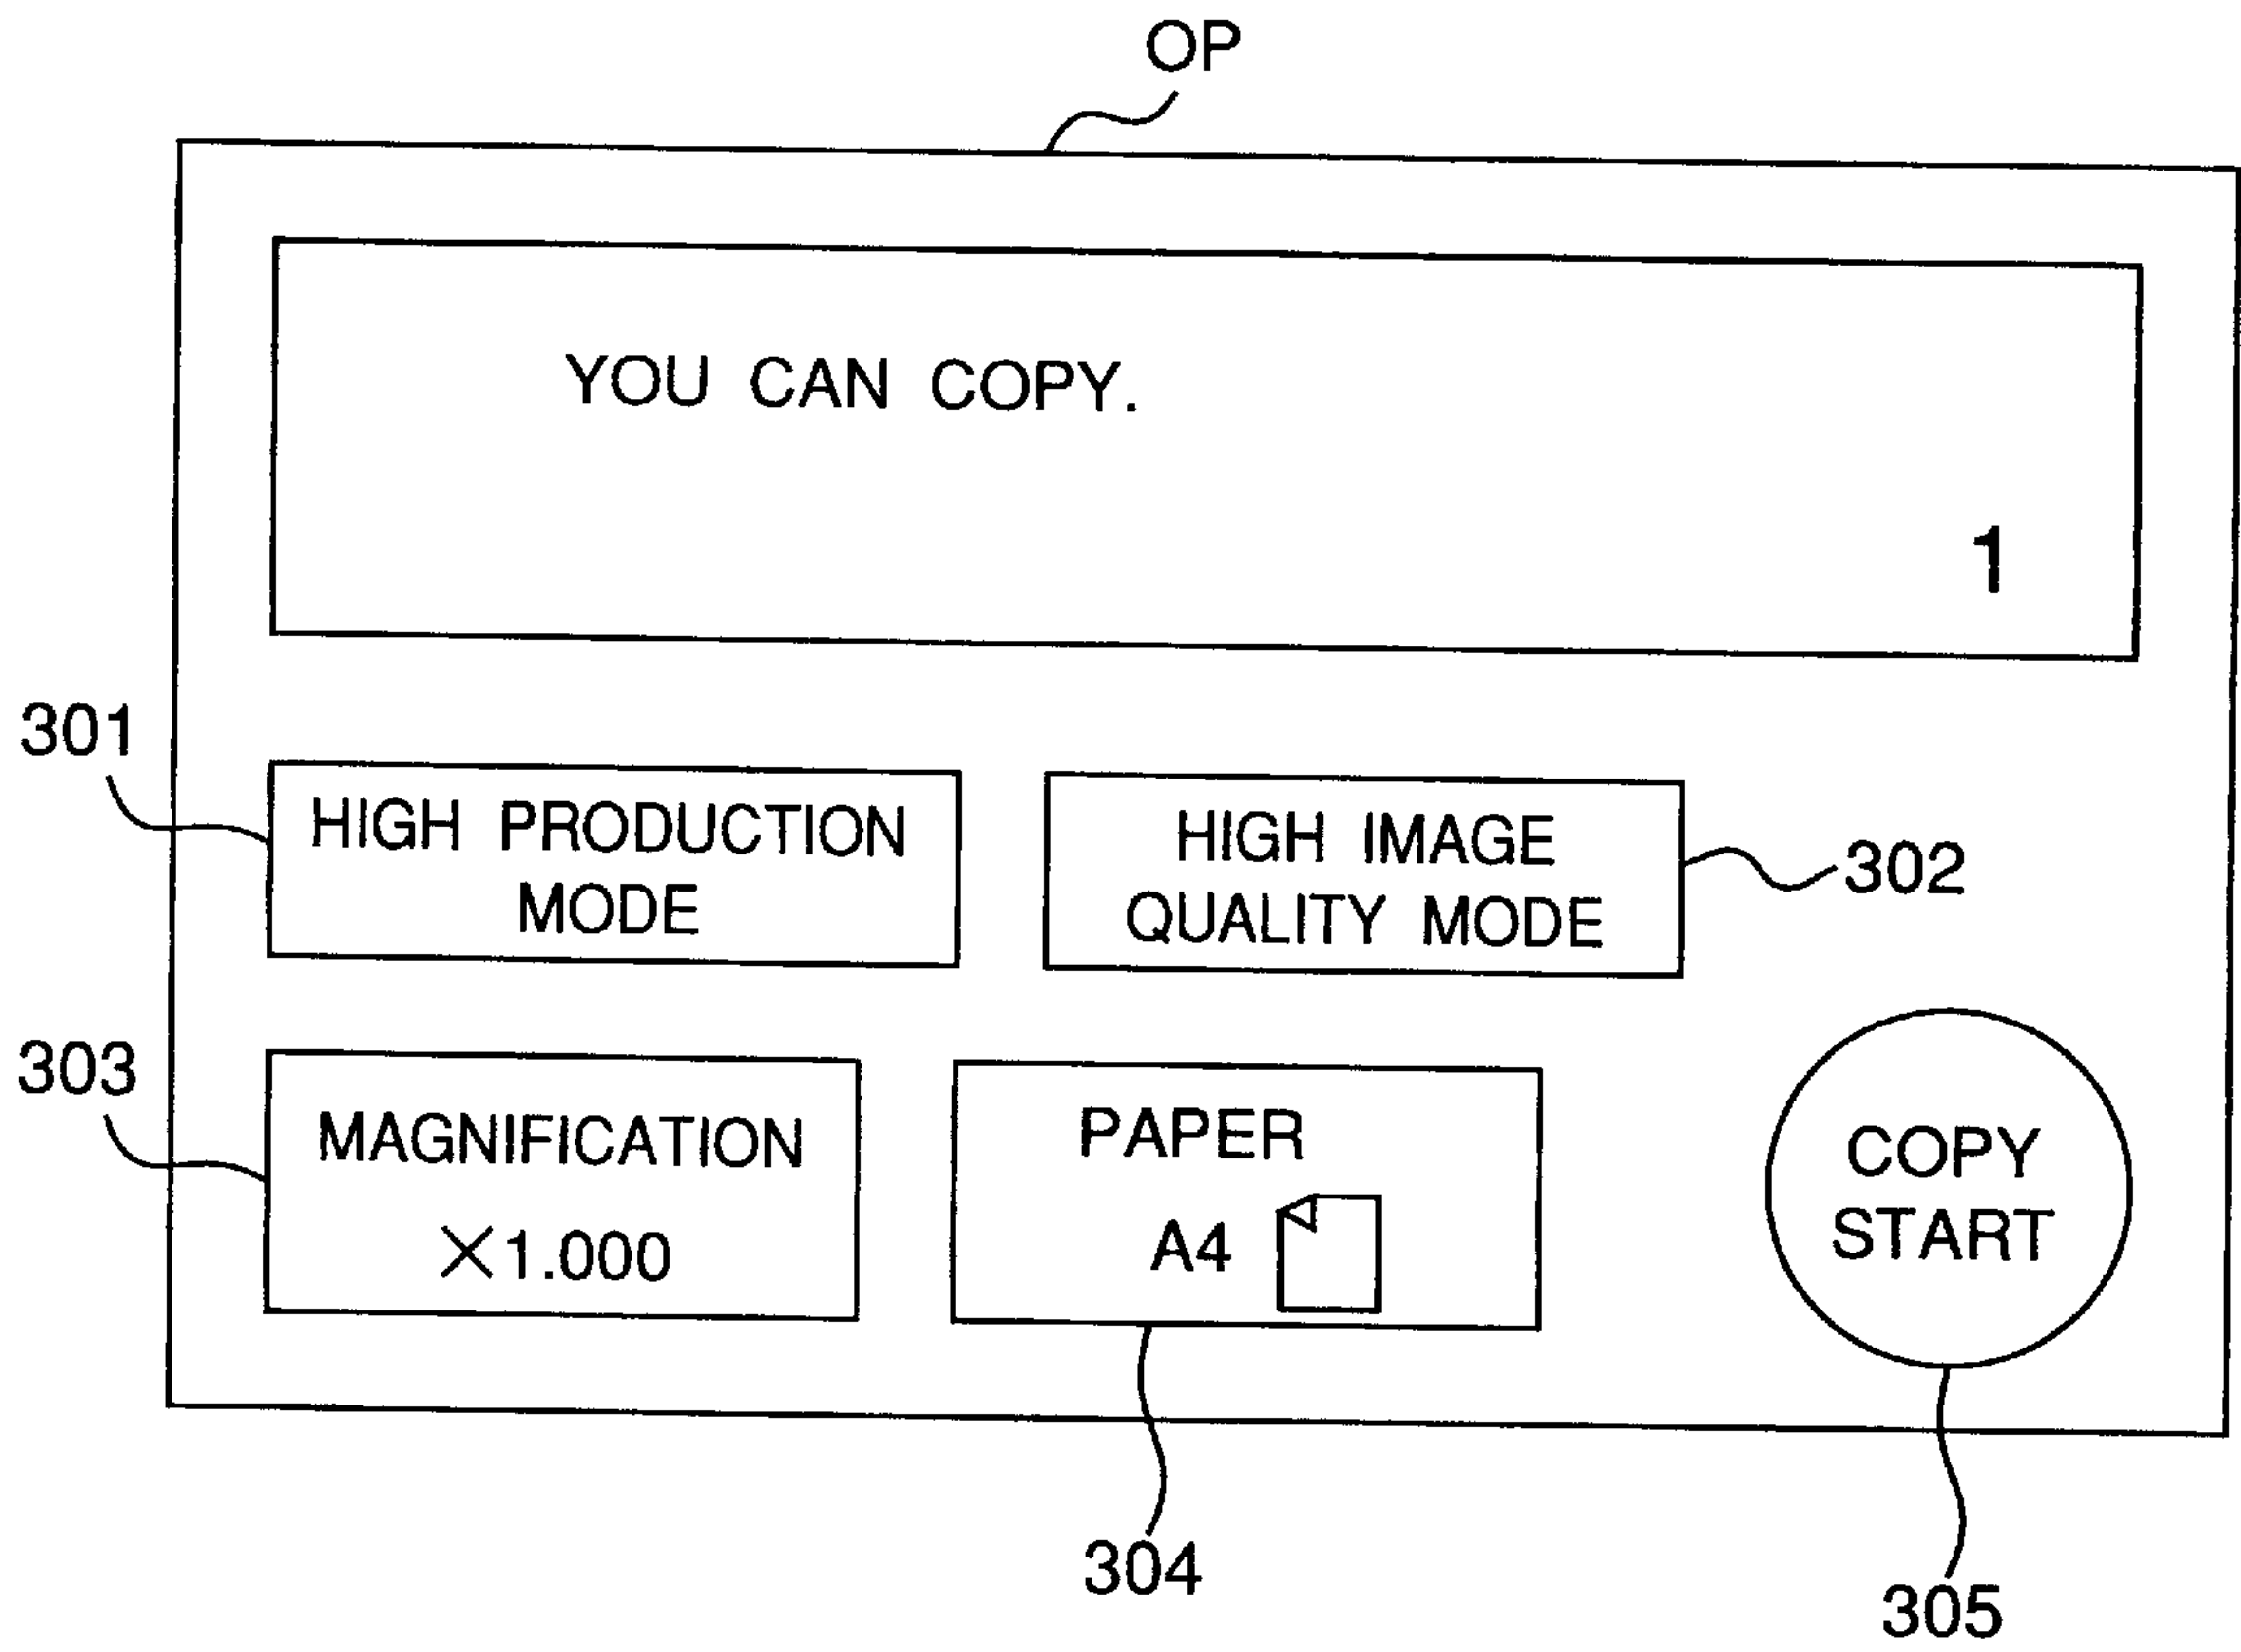 OP
YOU CAN COPY.
1
301
HIGH PRODUCTION
MODE
HIGH IMAGE
QUALITY MODE
302
303
MAGNIFICATION
×1.000
PAPER
A4
COPY
START
304
305